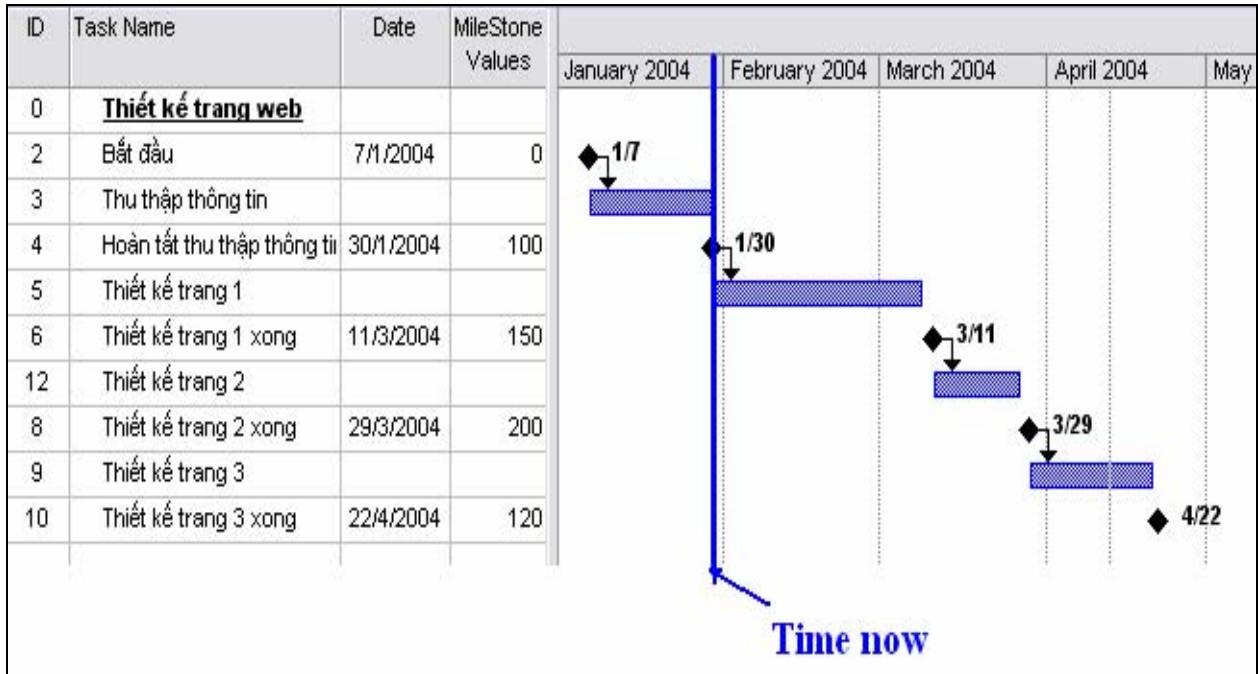 ID Task Name Date MileStone Values
January 2004 February 2004 March 2004 April 2004 May
0 Thiết kế trang web
2 Bắt đầu 7/1/2004 0 1/7
3 Thu thập thông tin
4 Hoàn tất thu thập thông tin 30/1/2004 100 1/30
5 Thiết kế trang 1
6 Thiết kế trang 1 xong 11/3/2004 150 3/11
12 Thiết kế trang 2
8 Thiết kế trang 2 xong 29/3/2004 200 3/29
9 Thiết kế trang 3
10 Thiết kế trang 3 xong 22/4/2004 120 4/22
Time now